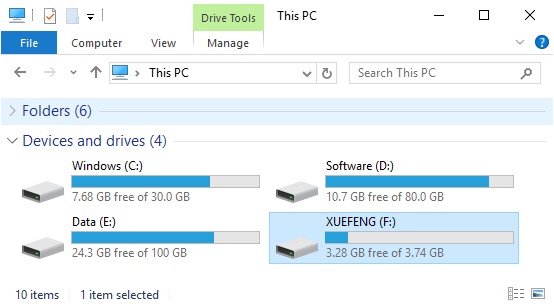 Drive Tools
This PC
File
Computer
View
Manage
This PC
Search This PC
Folders (6)
Devices and drives (4)
Windows (C:)
7.68 GB free of 30.0 GB
Software (D:)
10.7 GB free of 80.0 GB
Data (E:)
24.3 GB free of 100 GB
XUEFENG (F:)
3.28 GB free of 3.74 GB
10 items
1 item selected